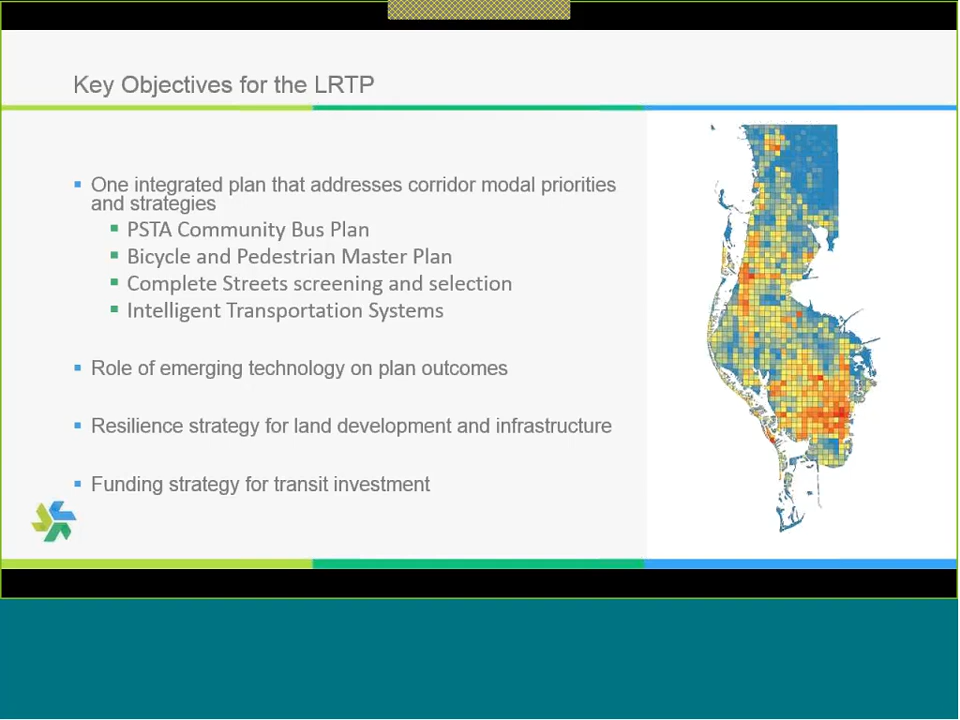 Key Objectives for the LRTP
One integrated plan that addresses corridor modal priorities
and strategies
PSTA Community Bus Plan
Bicycle and Pedestrian Master Plan
Complete Streets screening and selection
Intelligent Transportation Systems
Role of emerging technology on plan outcomes
Resilience strategy for land development and infrastructure
Funding strategy for transit investment